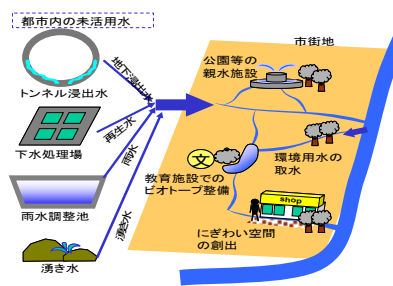 都市内の未活用水
トンネル浸出水
下水処理場
雨水調整池
湧き水
地下浸出水
再生水
雨水
湧き水
市街地
公園等の
親水施設
環境用水の
取水
文
教育施設での
ビオトープ整備
shop
にぎわい空間
の創出